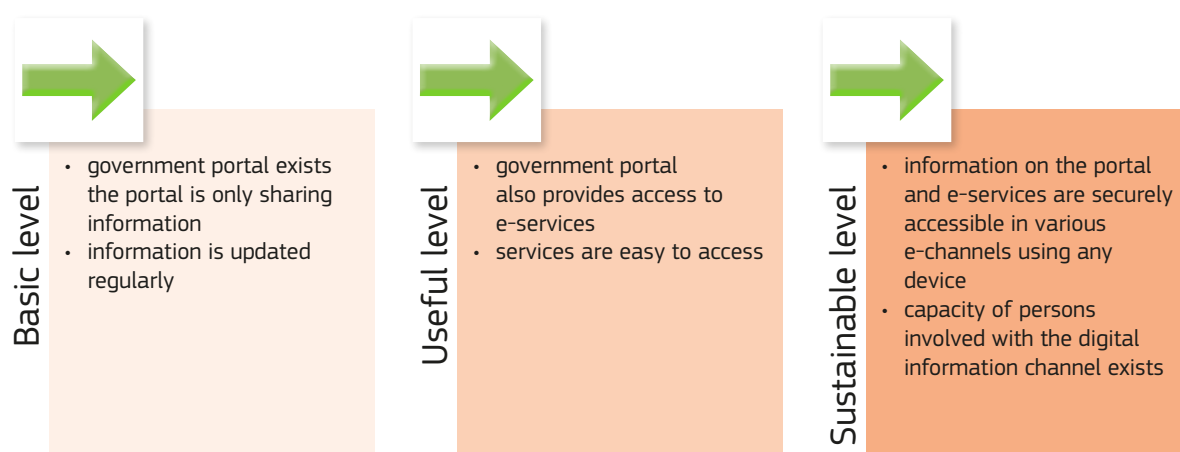 Basic level
• government portal exists
the portal is only sharing
information
• information is updated
regularly
Useful level
• government portal
also provides access to
e-services
• services are easy to access
Sustainable level
• information on the portal
and e-services are securely
accessible in various
e-channels using any
device
• capacity of persons
involved with the digital
information channel exists